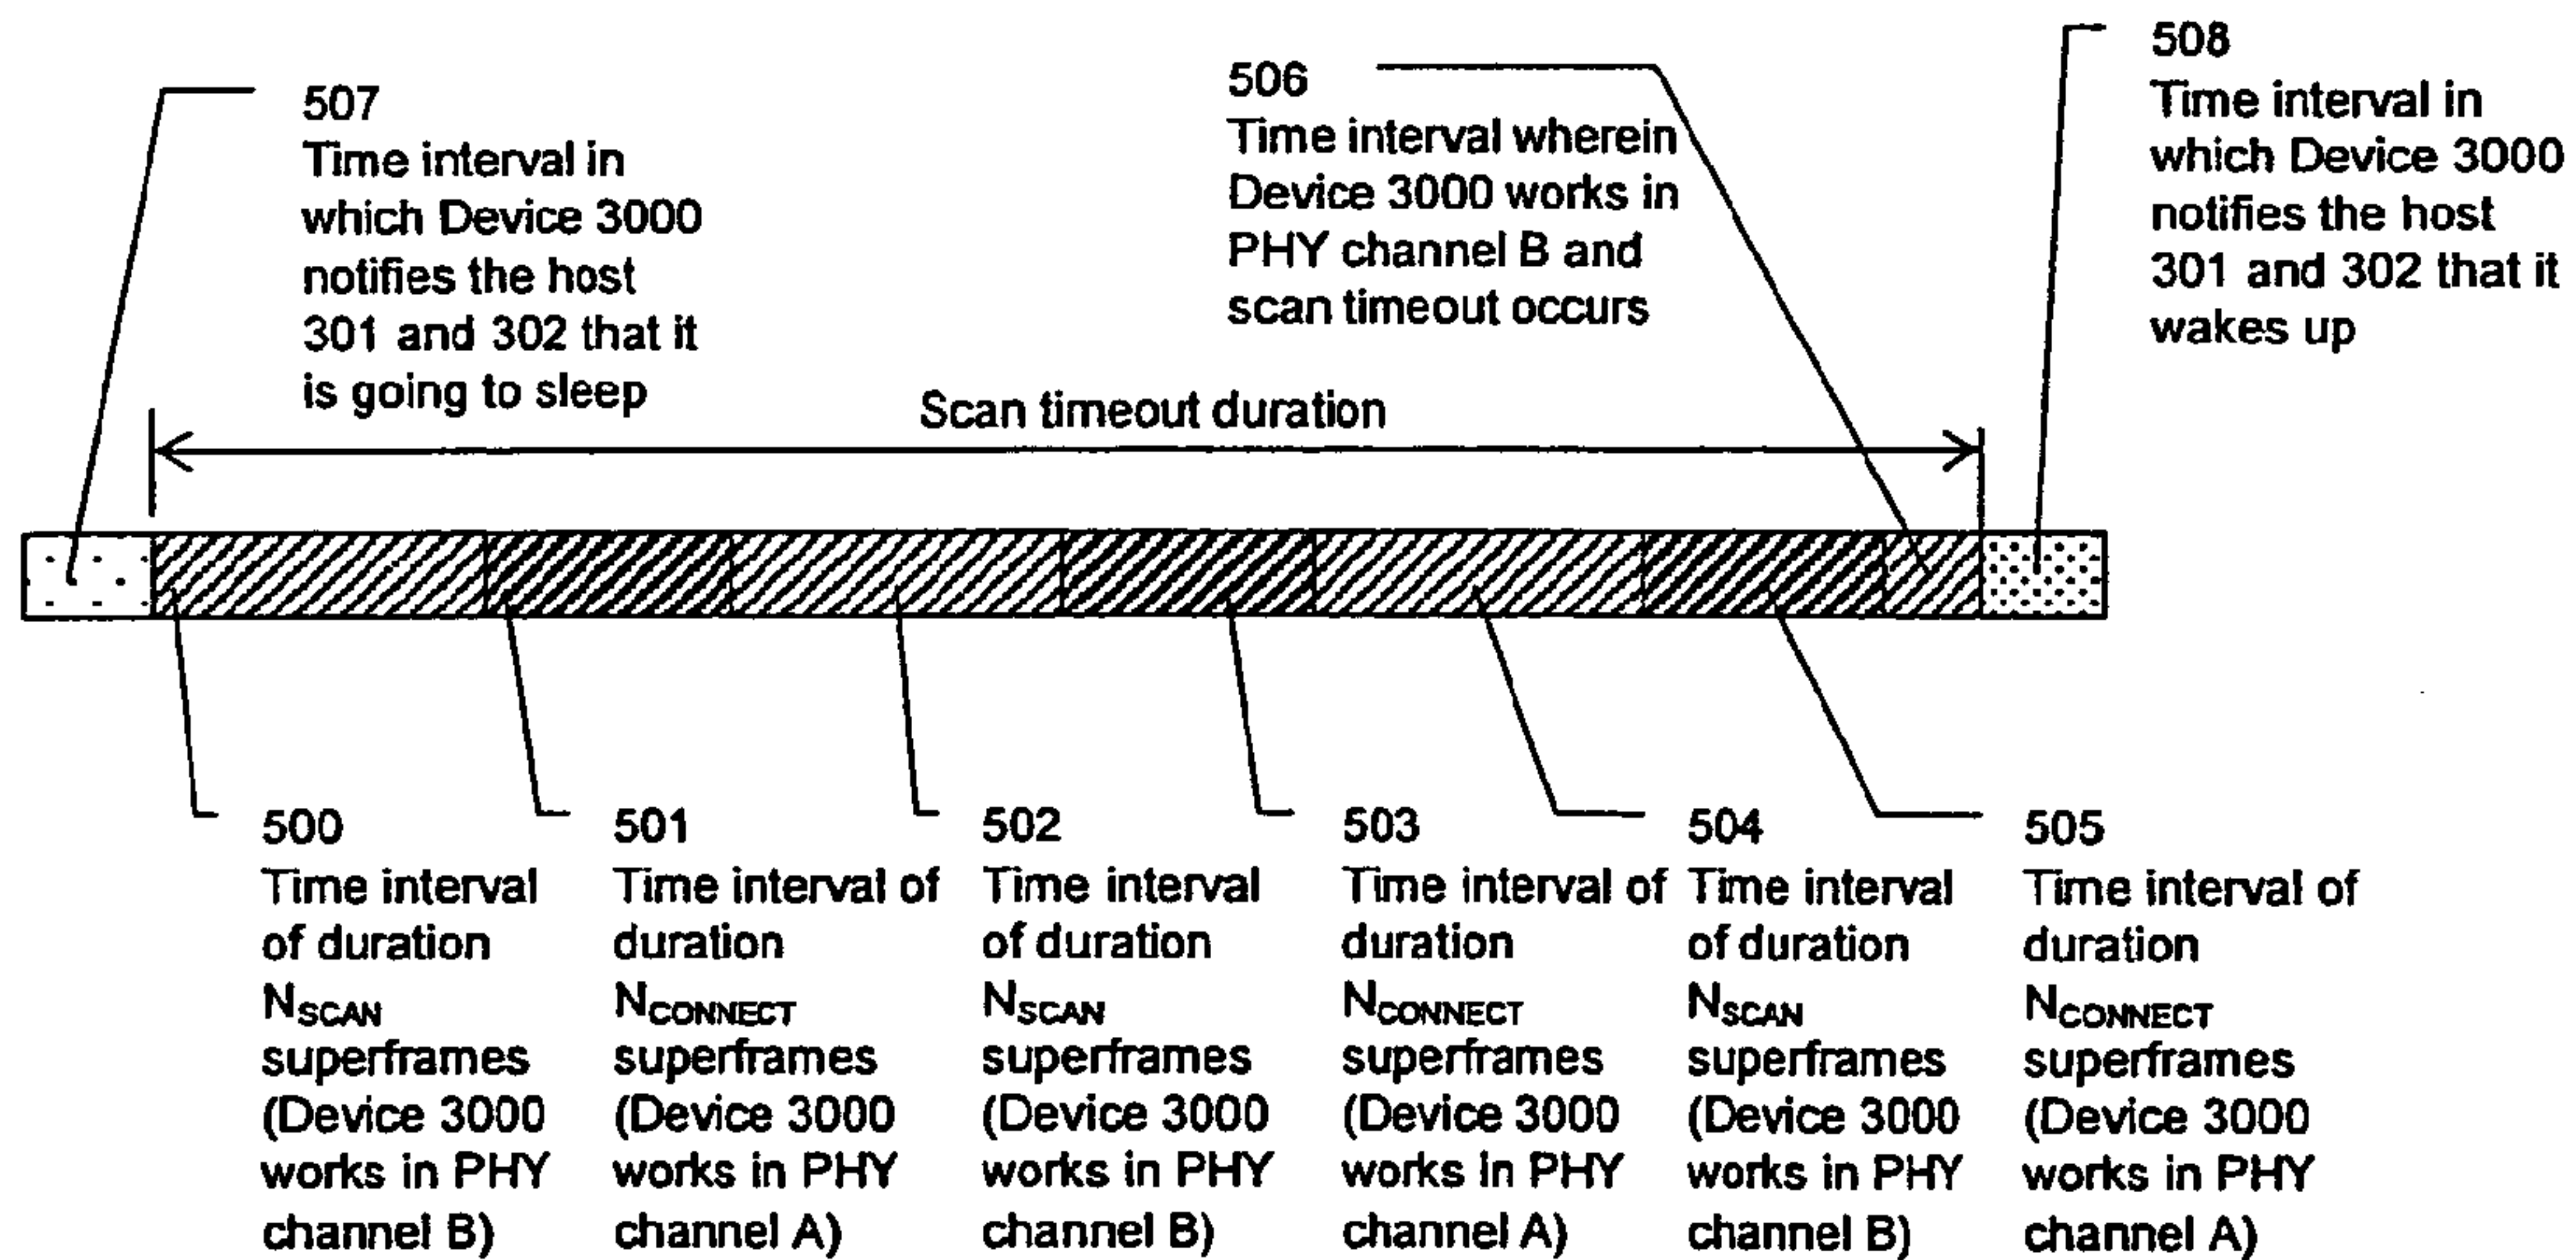 507
Time interval in
which Device 3000
notifies the host
301 and 302 that it
is going to sleep
506
Time interval wherein
Device 3000 works in
PHY channel B and
scan timeout occurs
508
Time interval in
which Device 3000
notifies the host
301 and 302 that it
wakes up
Scan timeout duration
500
Time interval
of duration
NSCAN
superframes
(Device 3000
works in PHY
channel B)
501
Time interval of
duration
NCONNECT
superframes
(Device 3000
works in PHY
channel A)
502
Time interval
of duration
NSCAN
superframes
(Device 3000
works in PHY
channel B)
503
Time interval of
duration
NCONNECT
superframes
(Device 3000
works in PHY
channel A)
504
Time interval
of duration
NSCAN
superframes
(Device 3000
works in PHY
channel B)
505
Time interval of
duration
NCONNECT
superframes
(Device 3000
works in PHY
channel A)